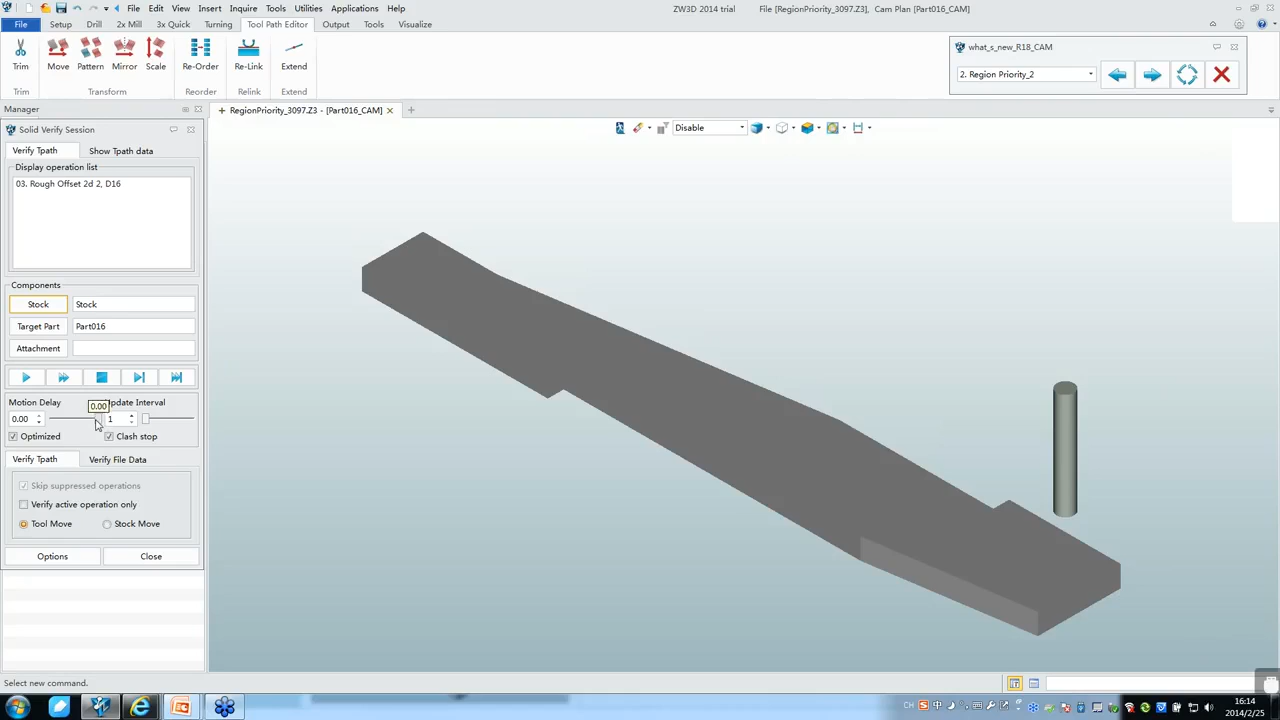 ZW3D 2014 trial
File [RegionPriority_3097.Z3], Cam Plan [Part016_CAM]
File Edit View Insert Inquire Tool Path Tools Utilities Applications Help
File Setup Drill 2x Mill 3x Quick Turning Tool Path Editor Output Tools Visualize
Trim Move Pattern Mirror Scale Re-Order Re-Link Extend
Trim Transform Reorder Relink Extend
what_s_new_R18_CAM
2. Region Priority_2
Manager
RegionPriority_3097.Z3 - [Part016_CAM]
Solid Verify Session
Verify Tpath Show Tpath data
Disable
Display operation list
03. Rough Offset 2d 2, D16
Components
Stock Stock
Target Part Part016
Attachment
Motion Delay 0.00 pdate Interval
0.00 1
Optimized Clash stop
Verify Tpath Verify File Data
Skip suppressed operations
Verify active operation only
Tool Move Stock Move
Options Close
Select new command.
CH
16:14
2014/2/25